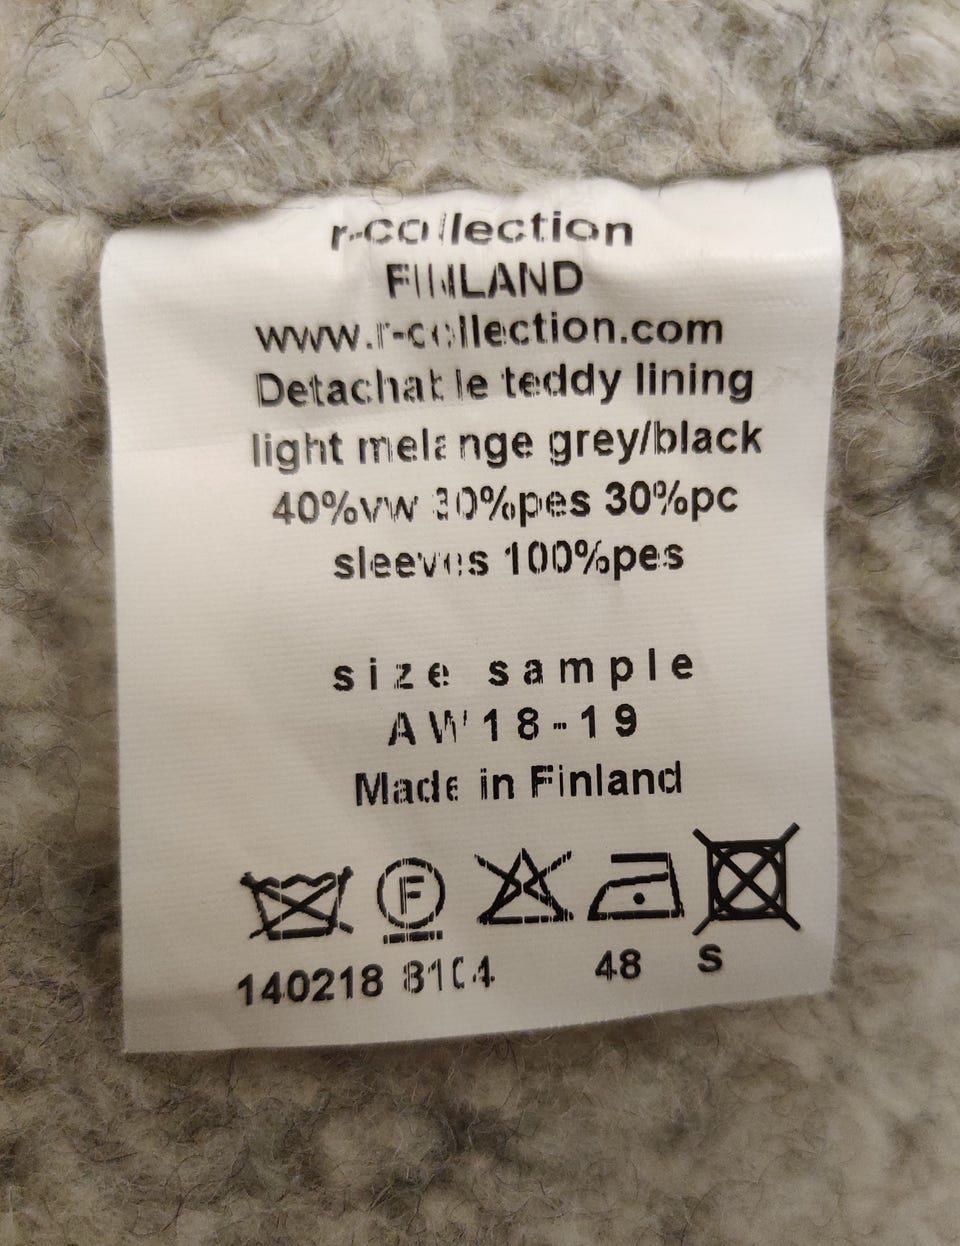 r-collection
FINLAND
www.r-collection.com
Detachable teddy lining
light melange grey/black
40%vw 30%pes 30%pc
sleeves 100%pes
size sample
AW18-19
Made in Finland
F
140218 8104 48 S